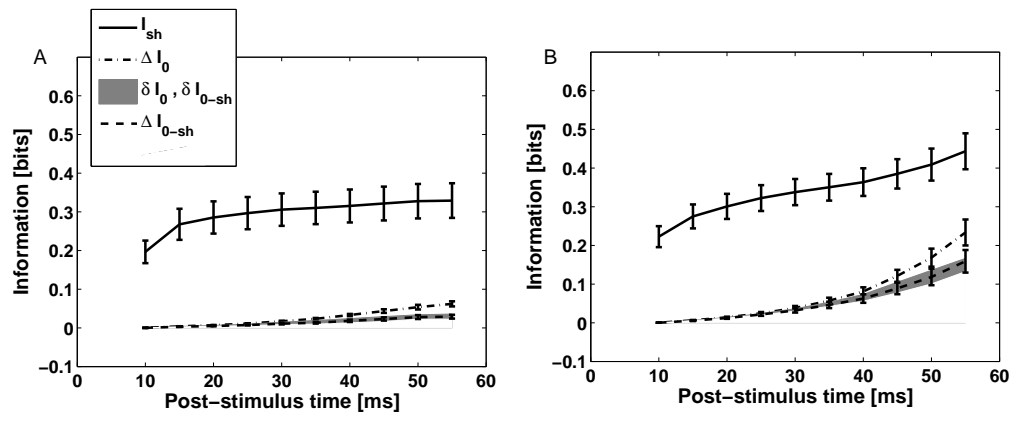 A
I_sh
Δ I_0
δ I_0 , δ I_0−sh
Δ I_0−sh
Information [bits]
0.6
0.5
0.4
0.3
0.2
0.1
0
−0.1
0 10 20 30 40 50 60
Post−stimulus time [ms]
B
Information [bits]
0.6
0.5
0.4
0.3
0.2
0.1
0
−0.1
0 10 20 30 40 50 60
Post−stimulus time [ms]